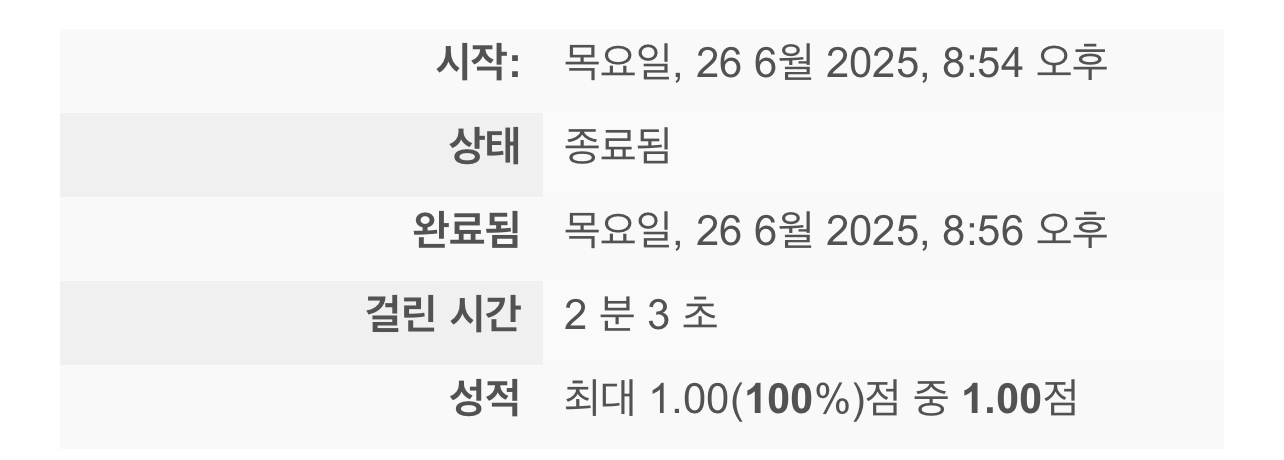 시작: 목요일, 26 6월 2025, 8:54 오후
상태 종료됨
완료됨 목요일, 26 6월 2025, 8:56 오후
걸린 시간 2 분 3 초
성적 최대 1.00(100%)점 중 1.00점